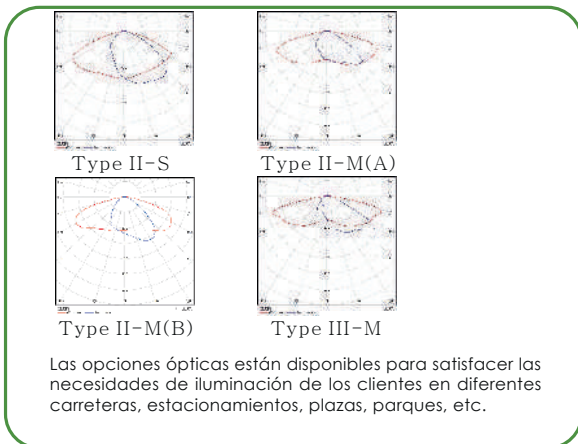 Type II-S
Type II-M(A)
Type II-M(B)
Type III-M
Las opciones ópticas están disponibles para satisfacer las
necesidades de iluminación de los clientes en diferentes
carreteras, estacionamientos, plazas, parques, etc.